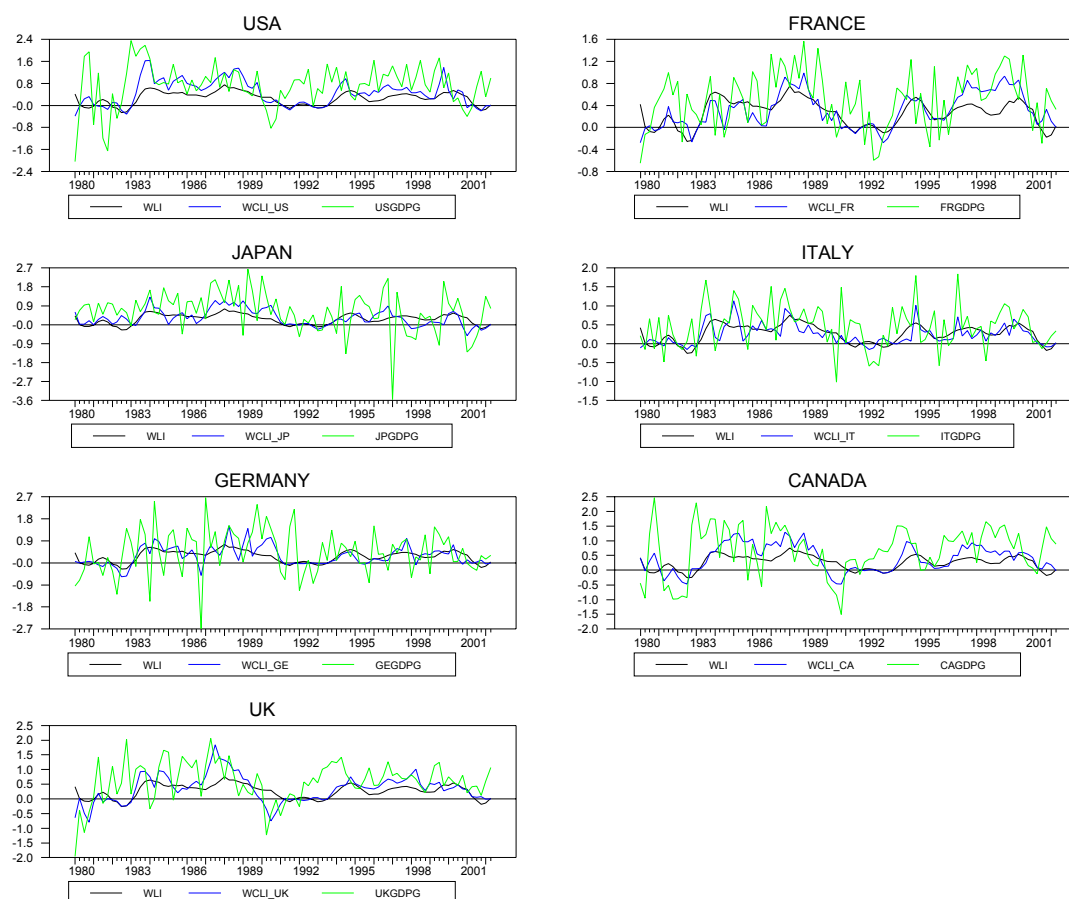 USA
2.4
1.6
0.8
-0.0
-0.8
-1.6
-2.4
1980 1983 1986 1989 1992 1995 1998 2001
WLI WCLI_US USGDPG
FRANCE
1.6
1.2
0.8
0.4
0.0
-0.4
-0.8
1980 1983 1986 1989 1992 1995 1998 2001
WLI WCLI_FR FRGDPG
JAPAN
2.7
1.8
0.9
-0.0
-0.9
-1.8
-2.7
-3.6
1980 1983 1986 1989 1992 1995 1998 2001
WLI WCLI_JP JPGDPG
ITALY
2.0
1.5
1.0
0.5
0.0
-0.5
-1.0
-1.5
1980 1983 1986 1989 1992 1995 1998 2001
WLI WCLI_IT ITGDPG
GERMANY
2.7
1.8
0.9
-0.0
-0.9
-1.8
-2.7
1980 1983 1986 1989 1992 1995 1998 2001
WLI WCLI_GE GEGDPG
CANADA
2.5
2.0
1.5
1.0
0.5
0.0
-0.5
-1.0
-1.5
-2.0
1980 1983 1986 1989 1992 1995 1998 2001
WLI WCLI_CA CAGDPG
UK
2.5
2.0
1.5
1.0
0.5
0.0
-0.5
-1.0
-1.5
-2.0
1980 1983 1986 1989 1992 1995 1998 2001
WLI WCLI_UK UKGDPG